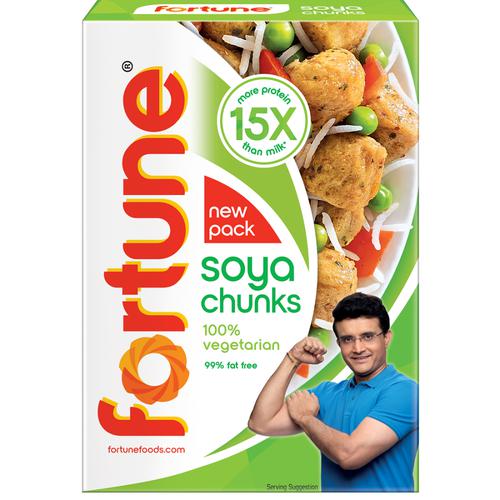 fortune
soya
chunks
fortune®
more protein
15X
than milk*
new
pack
soya
chunks
100%
vegetarian
99% fat free
fortunefoods.com
Serving Suggestion